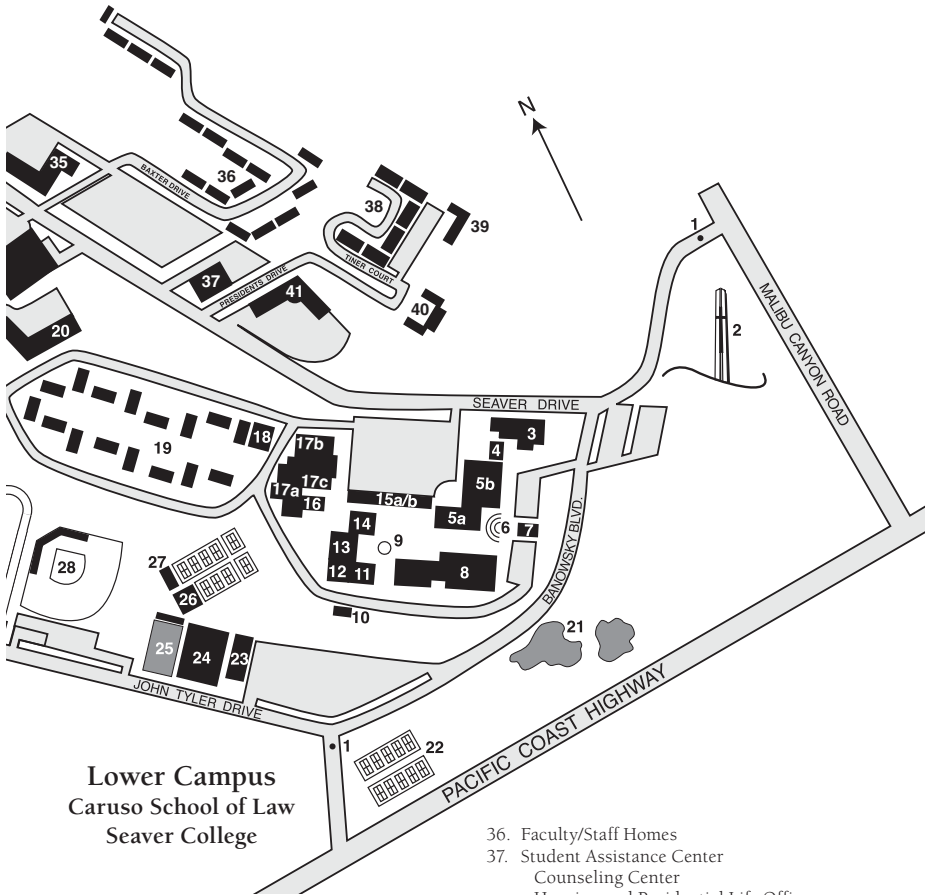 N
35
BAXTER DRIVE
36
38
39
1
37
PRESIDENTS DRIVE
TINER COURT
41
40
20
2
MALIBU CANYON ROAD
SEAVER DRIVE
3
4
18
17b
19
17c
17a
16
15a/b
5b
5a
6
7
14
9
13
12
11
8
BANOWSKY BLVD.
28
27
26
10
21
25
24
23
JOHN TYLER DRIVE
1
22
PACIFIC COAST HIGHWAY
Lower Campus
Caruso School of Law
Seaver College
36. Faculty/Staff Homes
37. Student Assistance Center
Counseling Center